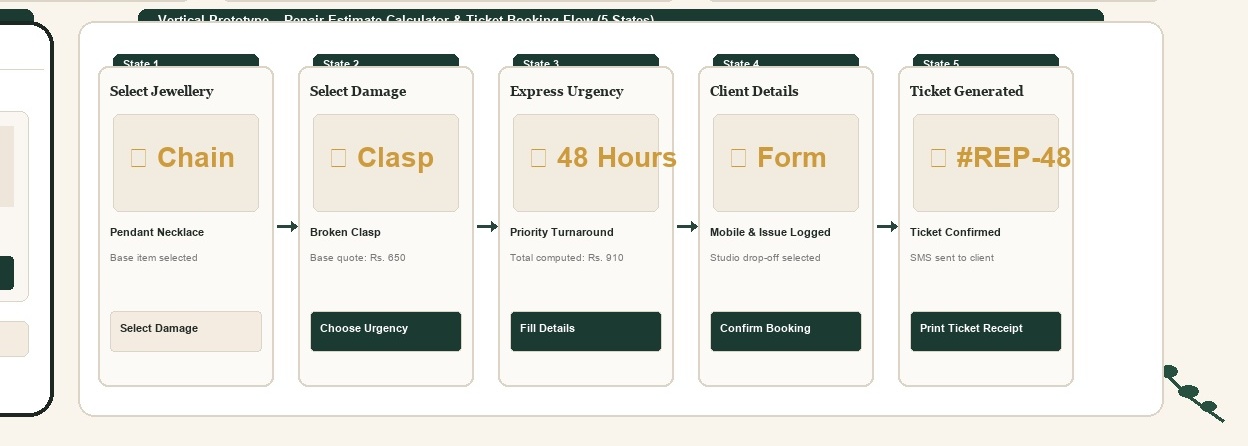 Vertical Prototype – Repair Estimate Calculator & Ticket Booking Flow (5 States)
State 1
Select Jewellery
Chain
Pendant Necklace
Base item selected
Select Damage
State 2
Select Damage
Clasp
Broken Clasp
Base quote: Rs. 650
Choose Urgency
State 3
Express Urgency
48 Hours
Priority Turnaround
Total computed: Rs. 910
Fill Details
State 4
Client Details
Form
Mobile & Issue Logged
Studio drop-off selected
Confirm Booking
State 5
Ticket Generated
#REP-48
Ticket Confirmed
SMS sent to client
Print Ticket Receipt